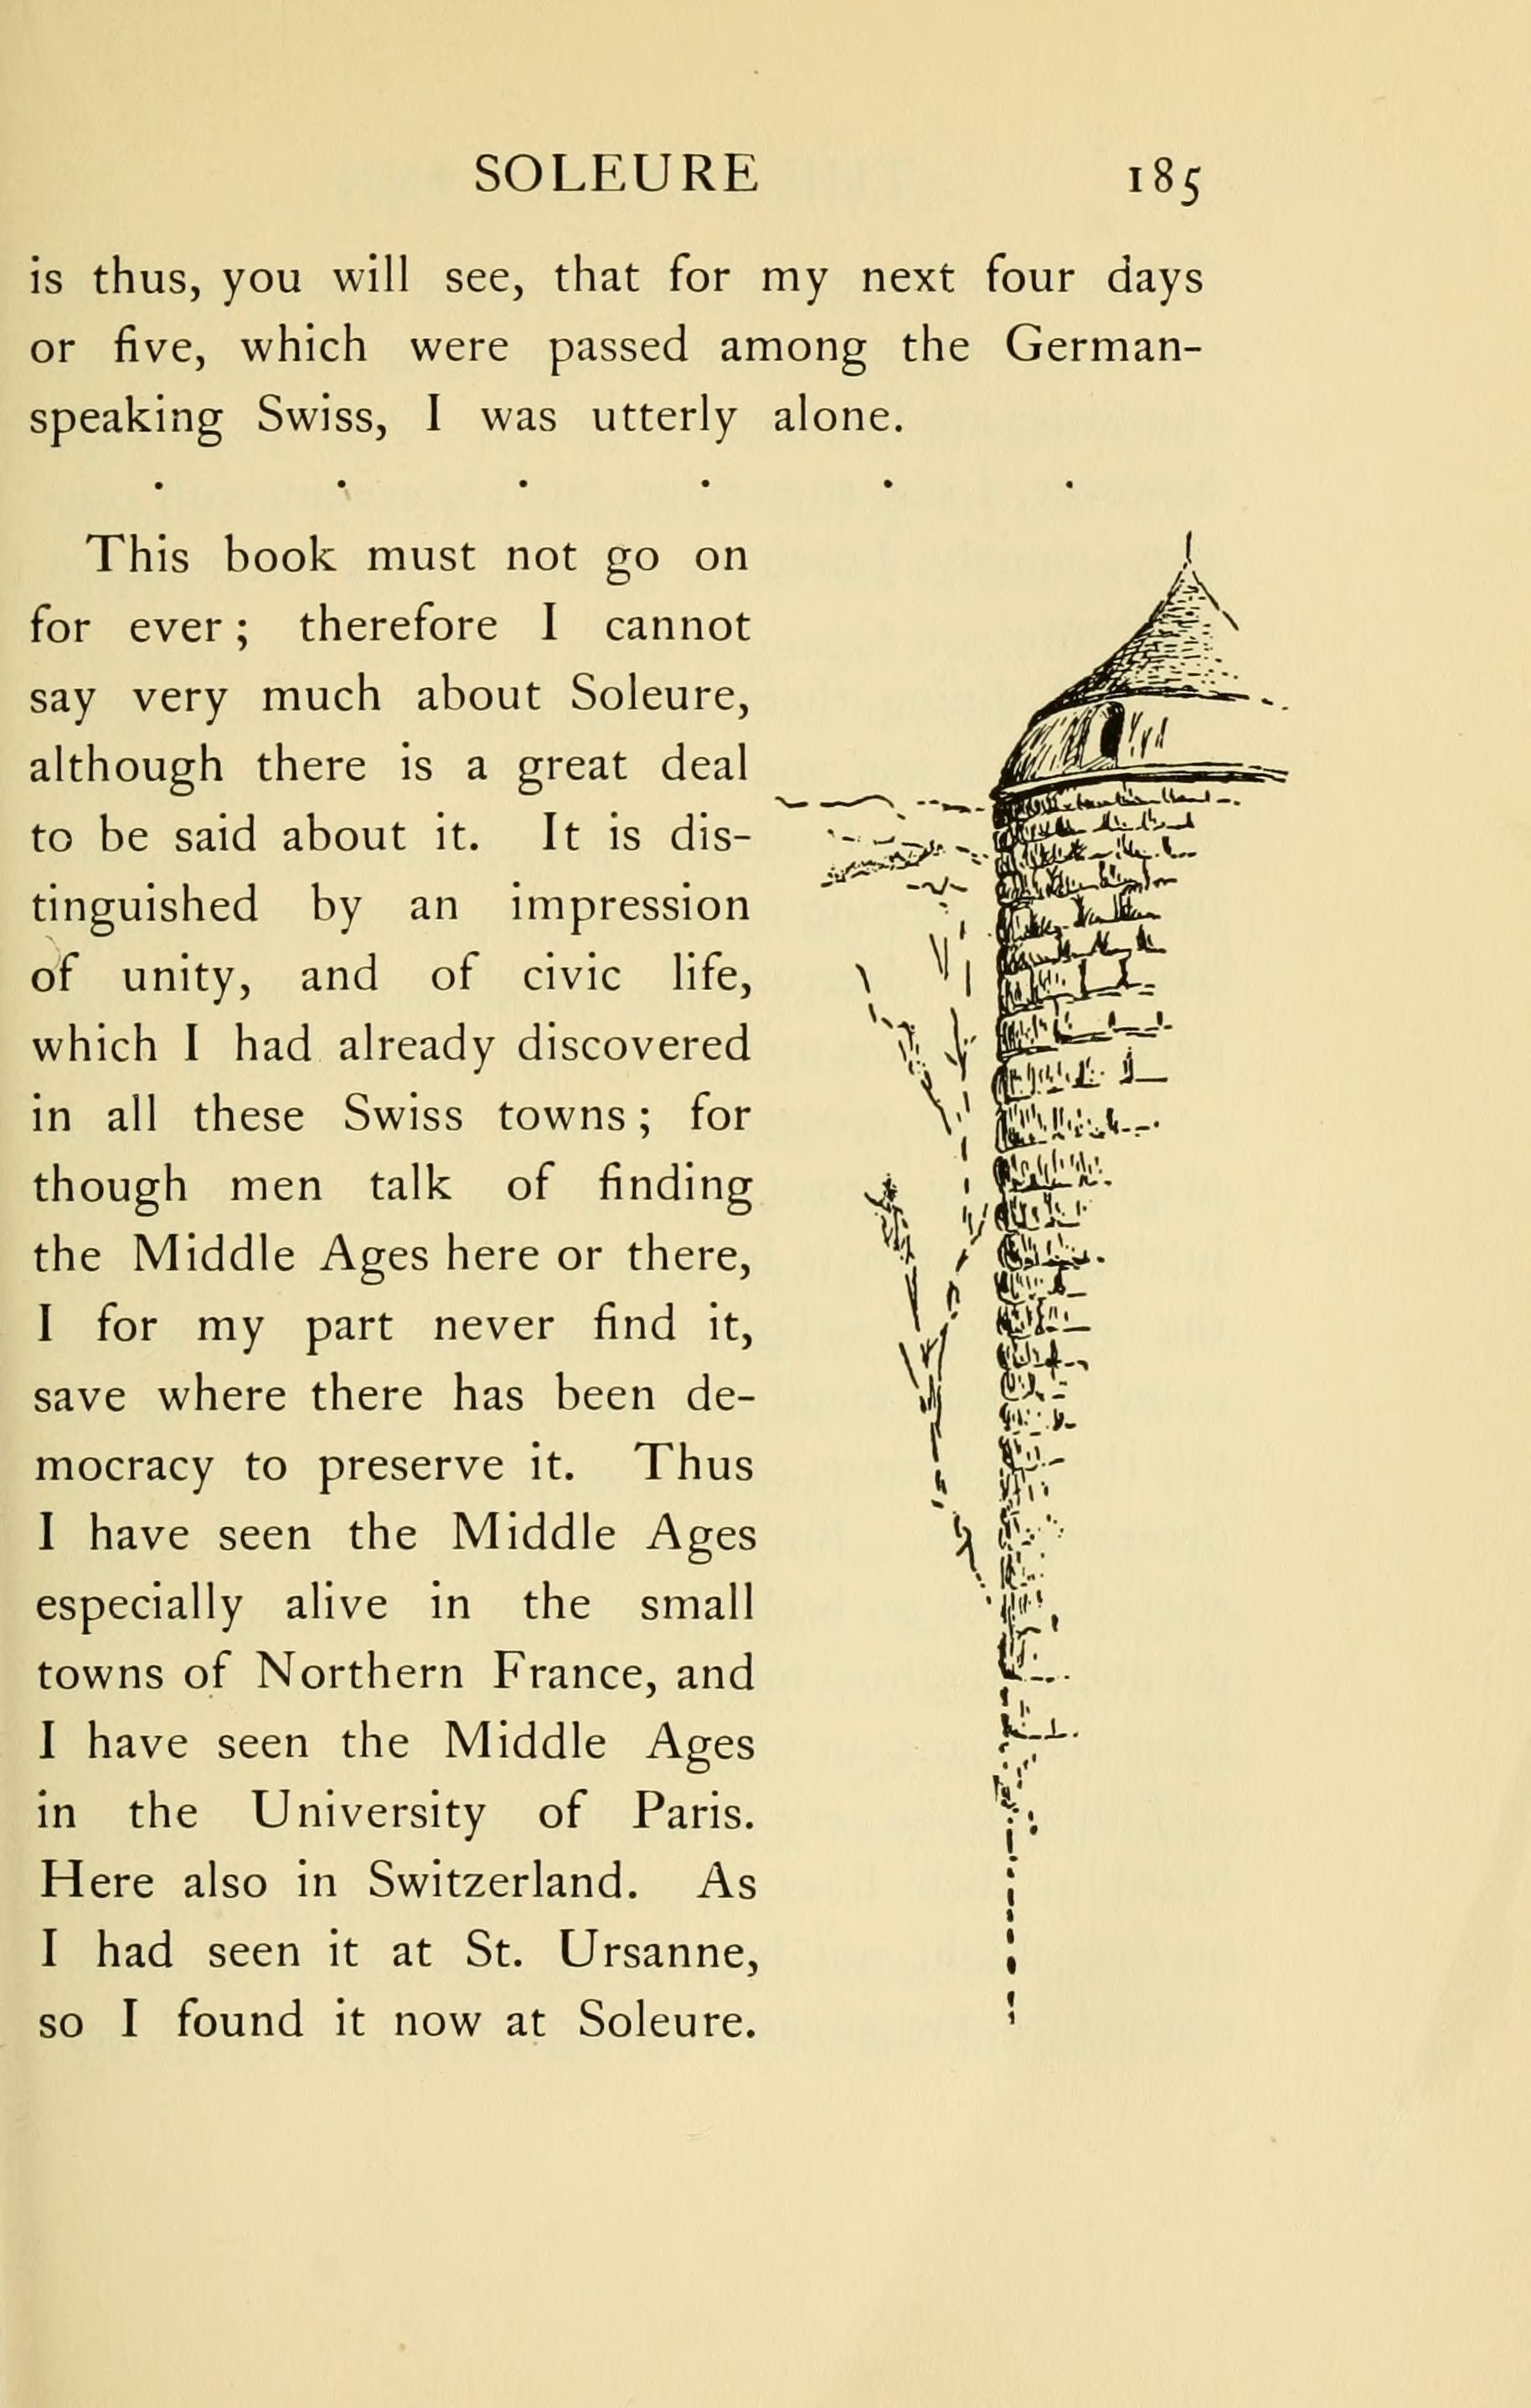 SOLEURE 185
is thus, you will see, that for my next four days
or five, which were passed among the German-
speaking Swiss, I was utterly alone.
. . . . . .
This book must not go on
for ever; therefore I cannot
say very much about Soleure,
although there is a great deal
to be said about it. It is dis-
tinguished by an impression
of unity, and of civic life,
which I had already discovered
in all these Swiss towns; for
though men talk of finding
the Middle Ages here or there,
I for my part never find it,
save where there has been de-
mocracy to preserve it. Thus
I have seen the Middle Ages
especially alive in the small
towns of Northern France, and
I have seen the Middle Ages
in the University of Paris.
Here also in Switzerland. As
I had seen it at St. Ursanne,
so I found it now at Soleure.